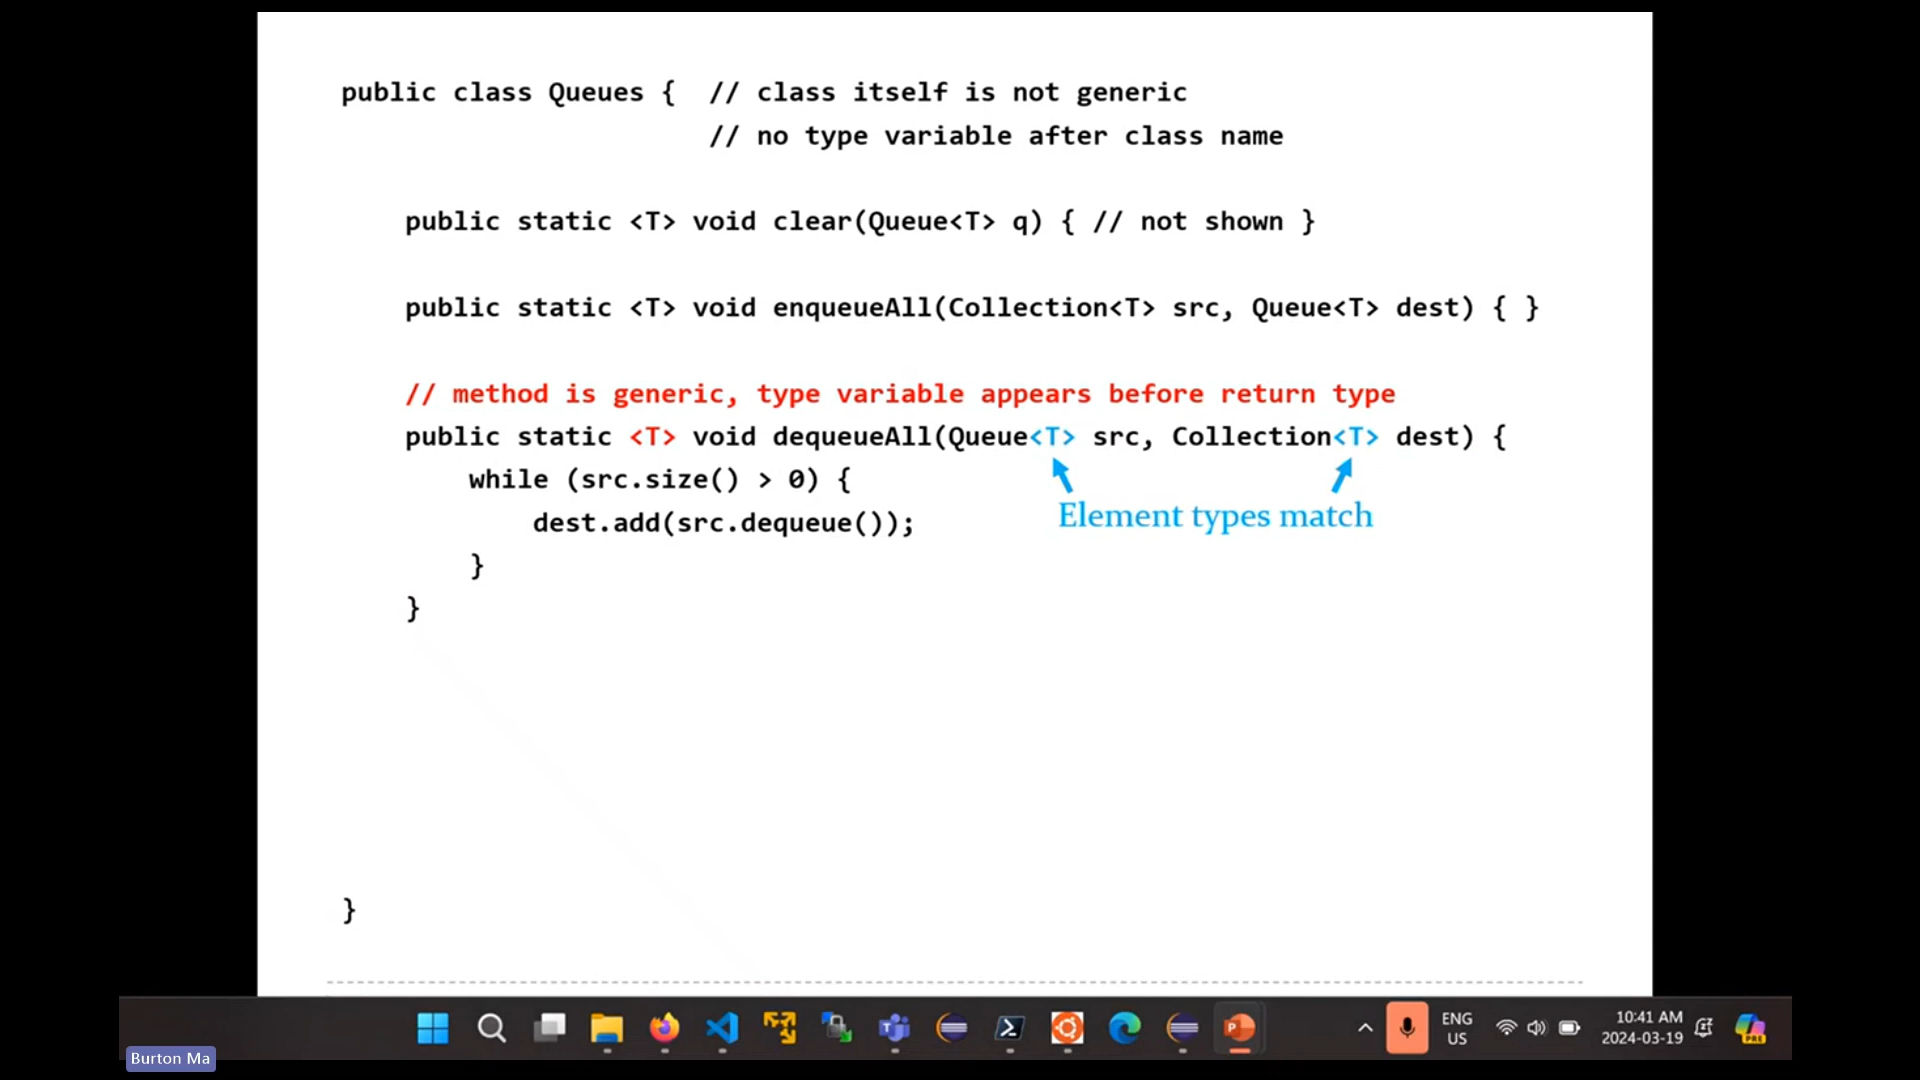 public class Queues {  // class itself is not generic
// no type variable after class name
public static <T> void clear(Queue<T> q) { // not shown }
public static <T> void enqueueAll(Collection<T> src, Queue<T> dest) { }
// method is generic, type variable appears before return type
public static <T> void dequeueAll(Queue<T> src, Collection<T> dest) {
while (src.size() > 0) {
Element types match
dest.add(src.dequeue());
}
}
}
ENG
US
10:41 AM
2024-03-19
PRE
Burton Ma